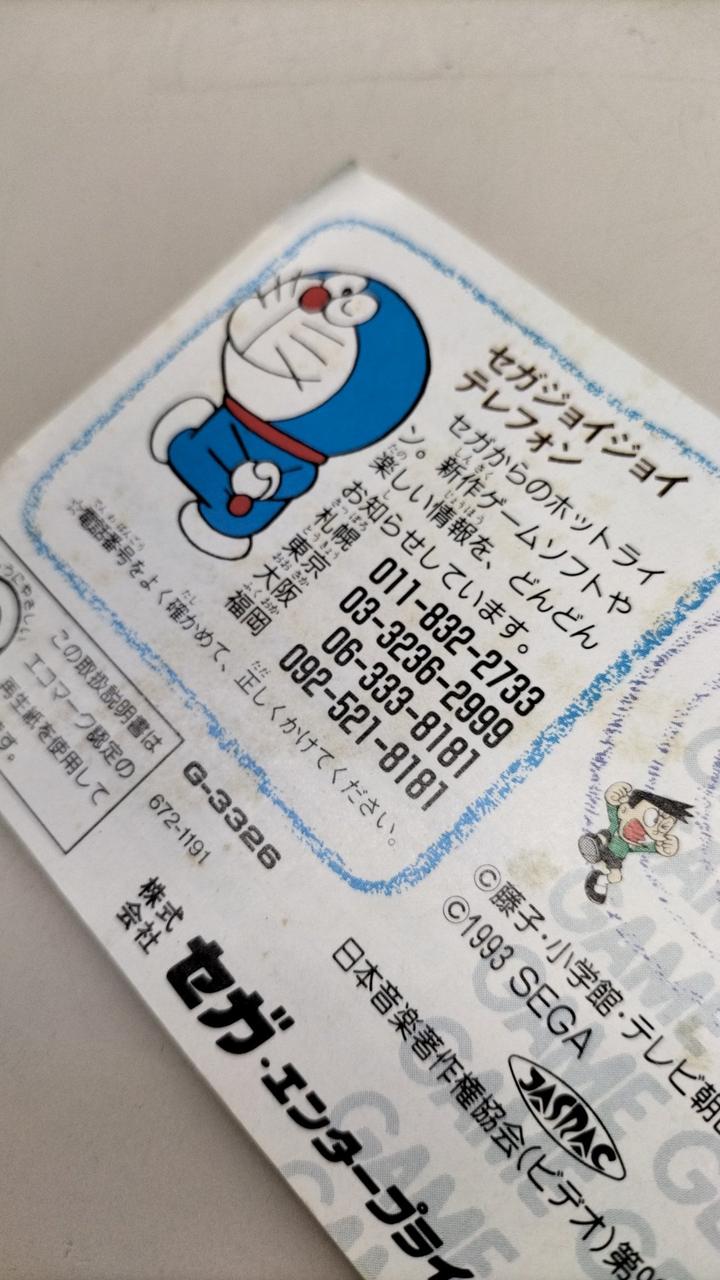 セガジョイジョイ
テレフォン
セガからのホットライ
ン。新作ゲームソフトや
楽しい情報を、どんどん
お知らせしています。
札幌 011-832-2733
東京 03-3236-2999
大阪 06-333-8181
福岡 092-521-8181
☆電話番号をよく確かめて、正しくかけてください。
この取扱説明書は
エコマーク認定の
再生紙を使用して
ます。
G-3326
672-1191
©藤子・小学館・テレビ朝
©1993 SEGA
日本音楽著作権協会(ビデオ)第
JASRAC
株式
会社
セガ・エンタープライ
GAME
GAME
GAME
GAME